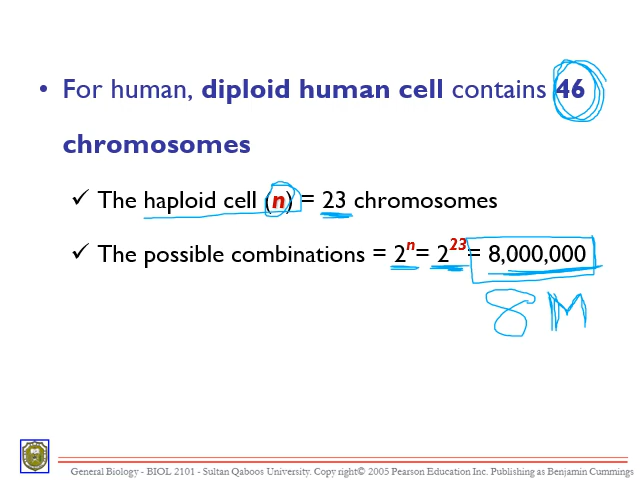 • For human, diploid human cell contains 46
chromosomes
✓ The haploid cell (n) = 23 chromosomes
✓ The possible combinations = 2ⁿ= 2²³= 8,000,000
8 M
General Biology - BIOL 2101 - Sultan Qaboos University. Copy right© 2005 Pearson Education Inc. Publishing as Benjamin Cummings